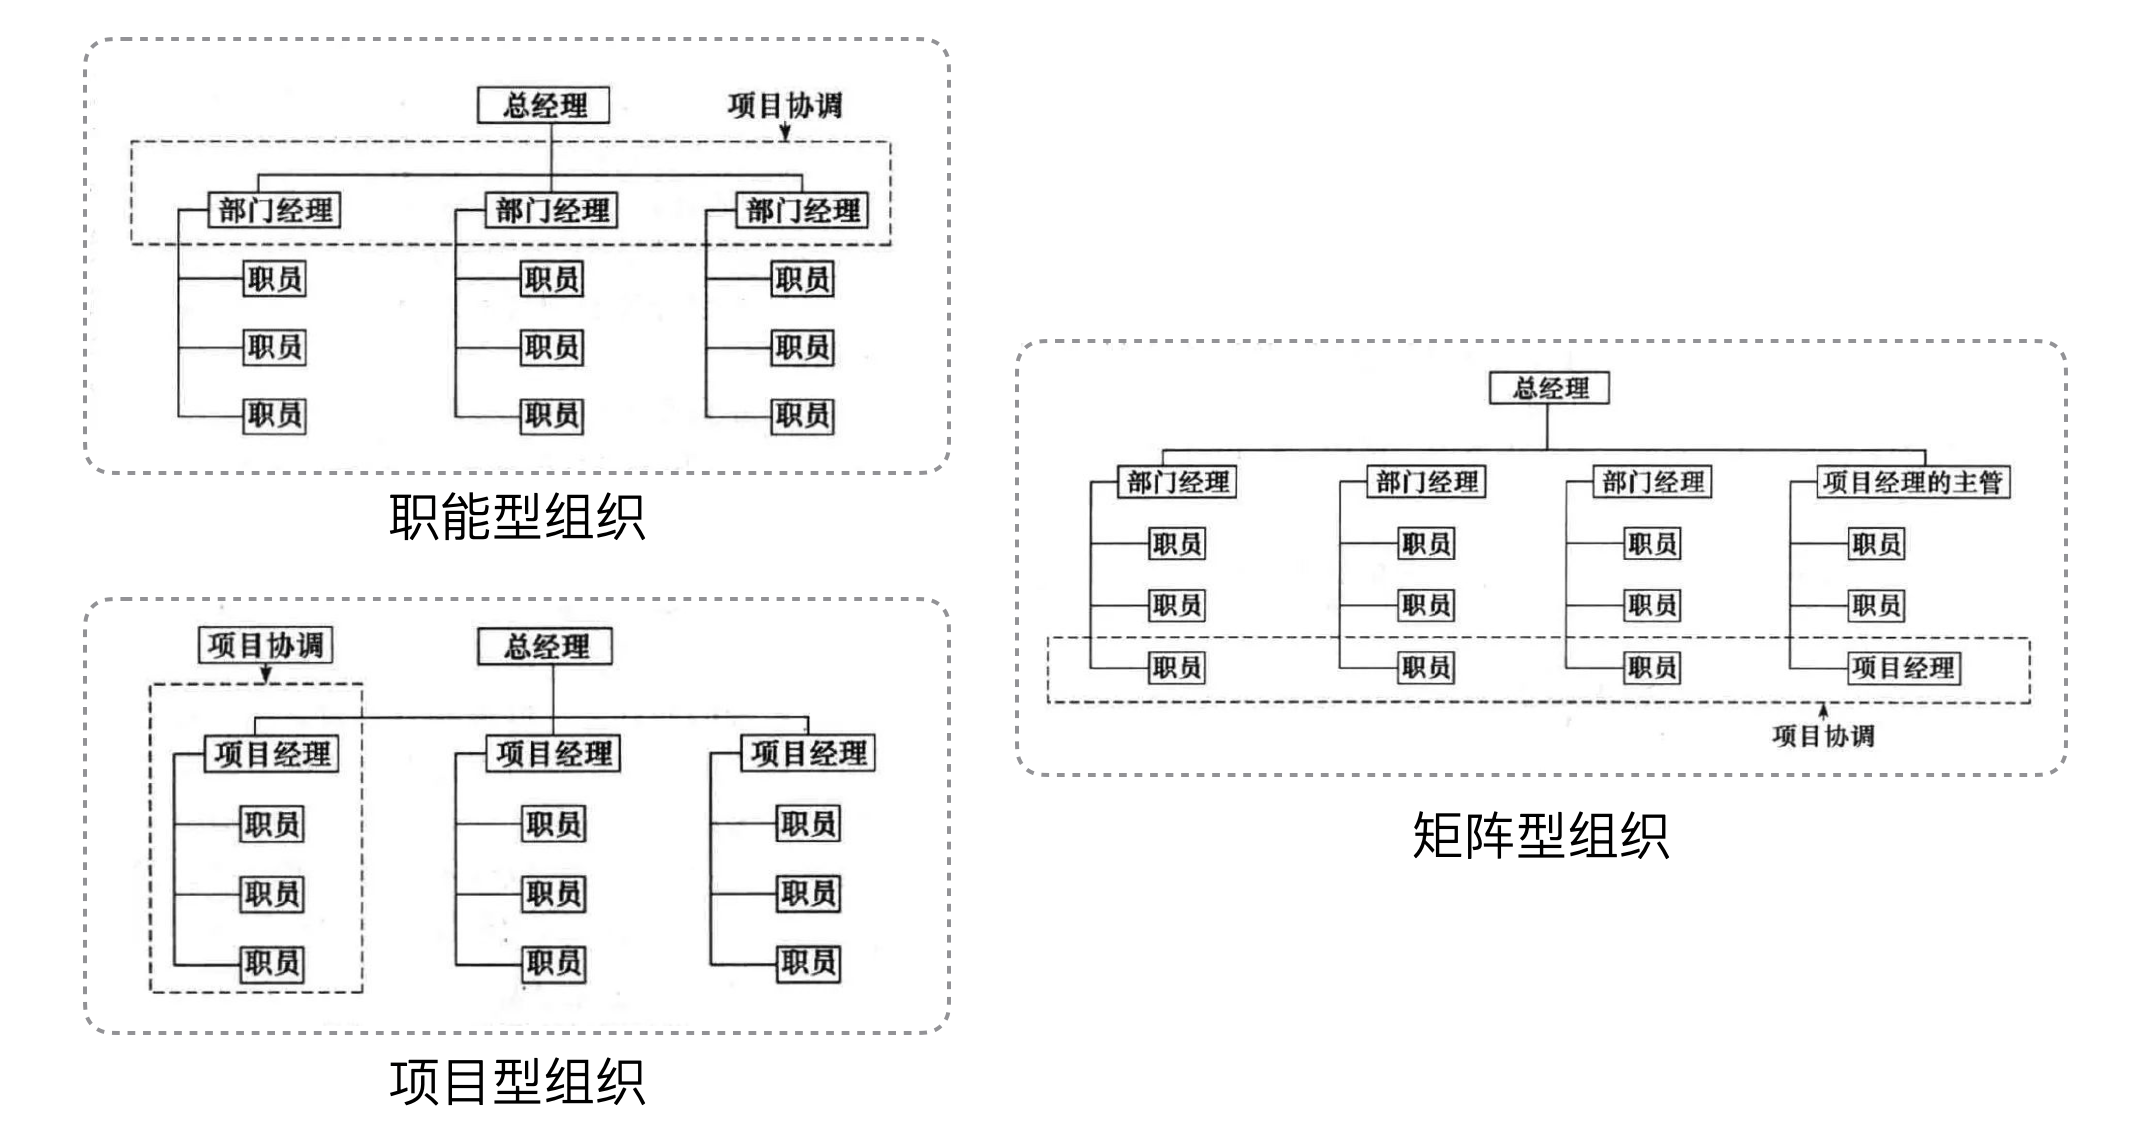 总经理
项目协调
部门经理 部门经理 部门经理
职员 职员 职员
职员 职员 职员
职员 职员 职员
职能型组织
项目协调 总经理
项目经理 项目经理 项目经理
职员 职员 职员
职员 职员 职员
职员 职员 职员
项目型组织
总经理
部门经理 部门经理 部门经理 项目经理的主管
职员 职员 职员 职员
职员 职员 职员 职员
职员 职员 职员 项目经理
项目协调
矩阵型组织